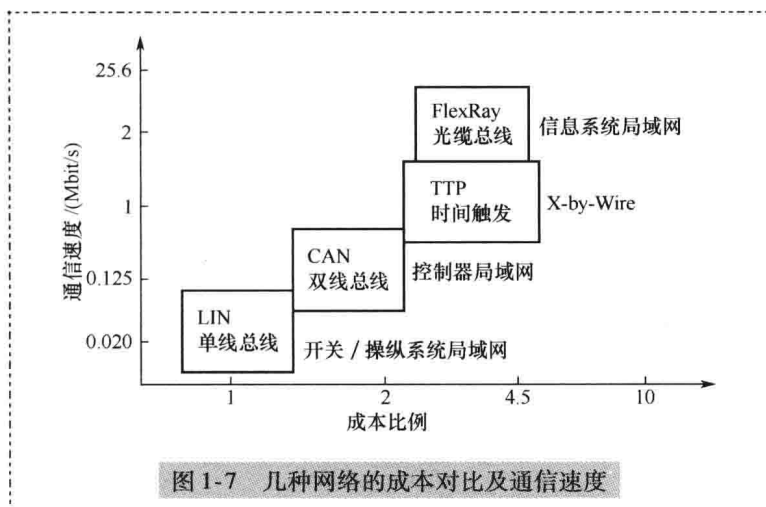 25.6
2
1
0.125
0.020
通信速度/(Mbit/s)
FlexRay
光缆总线
信息系统局域网
TTP
时间触发
X-by-Wire
CAN
双线总线
控制器局域网
LIN
单线总线
开关/操纵系统局域网
1
2
4.5
10
成本比例
图1-7 几种网络的成本对比及通信速度